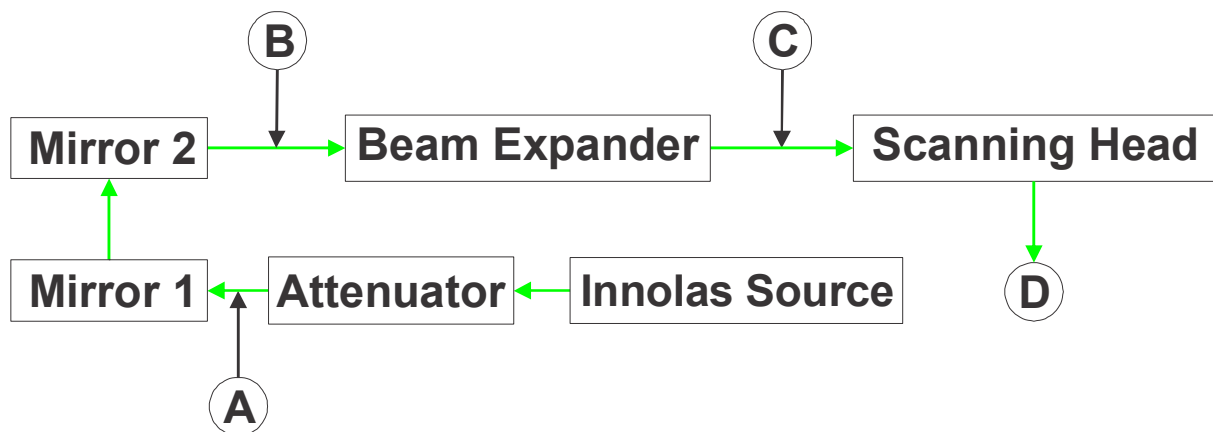 B
C
Mirror 2
Beam Expander
Scanning Head
Mirror 1
Attenuator
Innolas Source
D
A